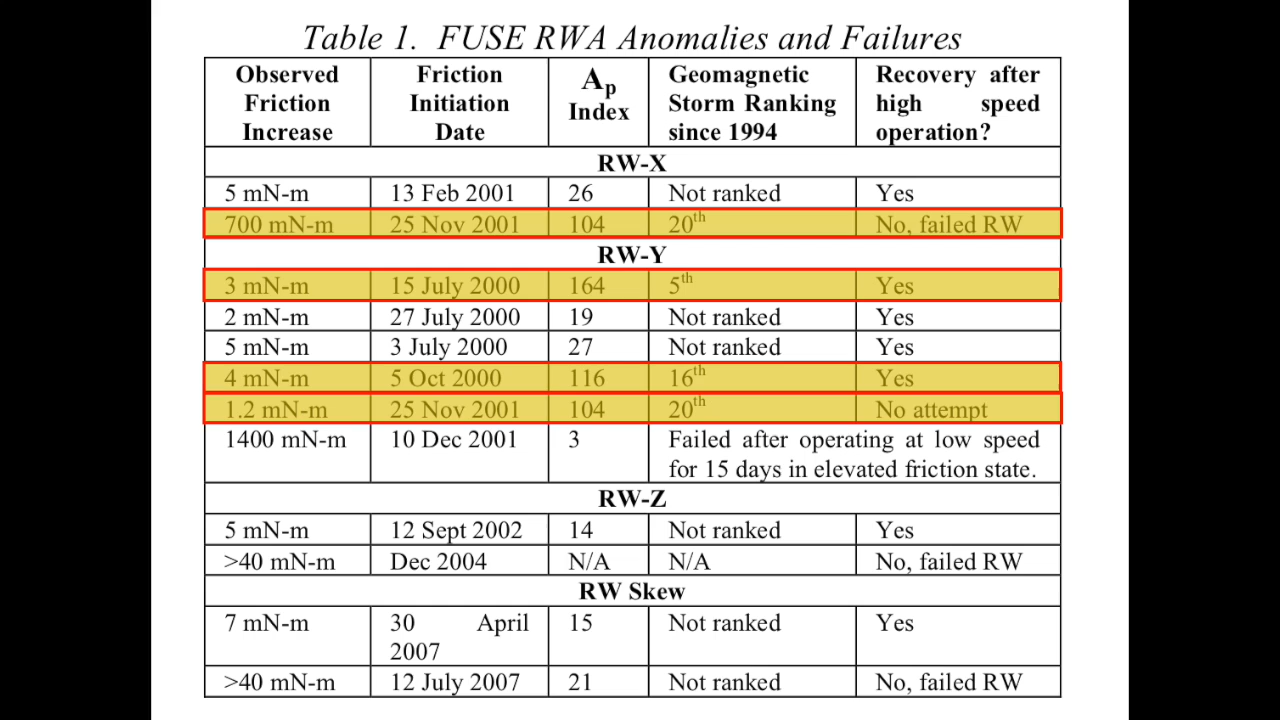 Table 1. FUSE RWA Anomalies and Failures
Observed Friction Increase | Friction Initiation Date | Ap Index | Geomagnetic Storm Ranking since 1994 | Recovery after high speed operation?
RW-X
5 mN-m | 13 Feb 2001 | 26 | Not ranked | Yes
700 mN-m | 25 Nov 2001 | 104 | 20th | No, failed RW
RW-Y
3 mN-m | 15 July 2000 | 164 | 5th | Yes
2 mN-m | 27 July 2000 | 19 | Not ranked | Yes
5 mN-m | 3 July 2000 | 27 | Not ranked | Yes
4 mN-m | 5 Oct 2000 | 116 | 16th | Yes
1.2 mN-m | 25 Nov 2001 | 104 | 20th | No attempt
1400 mN-m | 10 Dec 2001 | 3 | Failed after operating at low speed for 15 days in elevated friction state.
RW-Z
5 mN-m | 12 Sept 2002 | 14 | Not ranked | Yes
>40 mN-m | Dec 2004 | N/A | N/A | No, failed RW
RW Skew
7 mN-m | 30 April 2007 | 15 | Not ranked | Yes
>40 mN-m | 12 July 2007 | 21 | Not ranked | No, failed RW